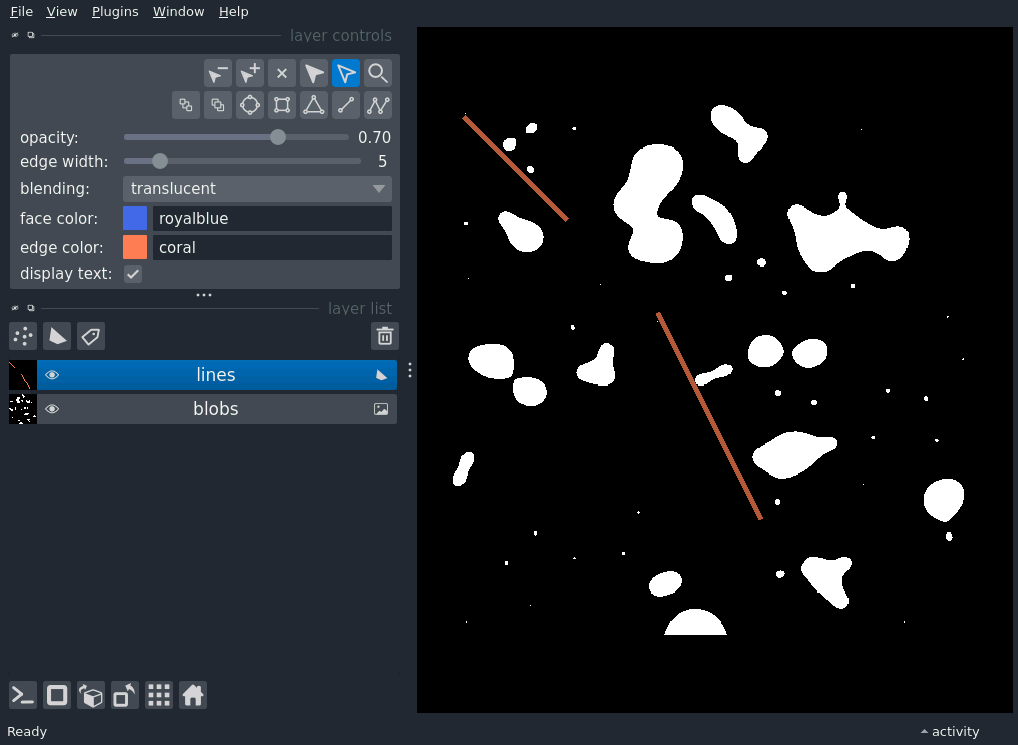 File View Plugins Window Help
layer controls
opacity: 0.70
edge width: 5
blending: translucent
face color: royalblue
edge color: coral
display text:
layer list
lines
blobs
Ready activity